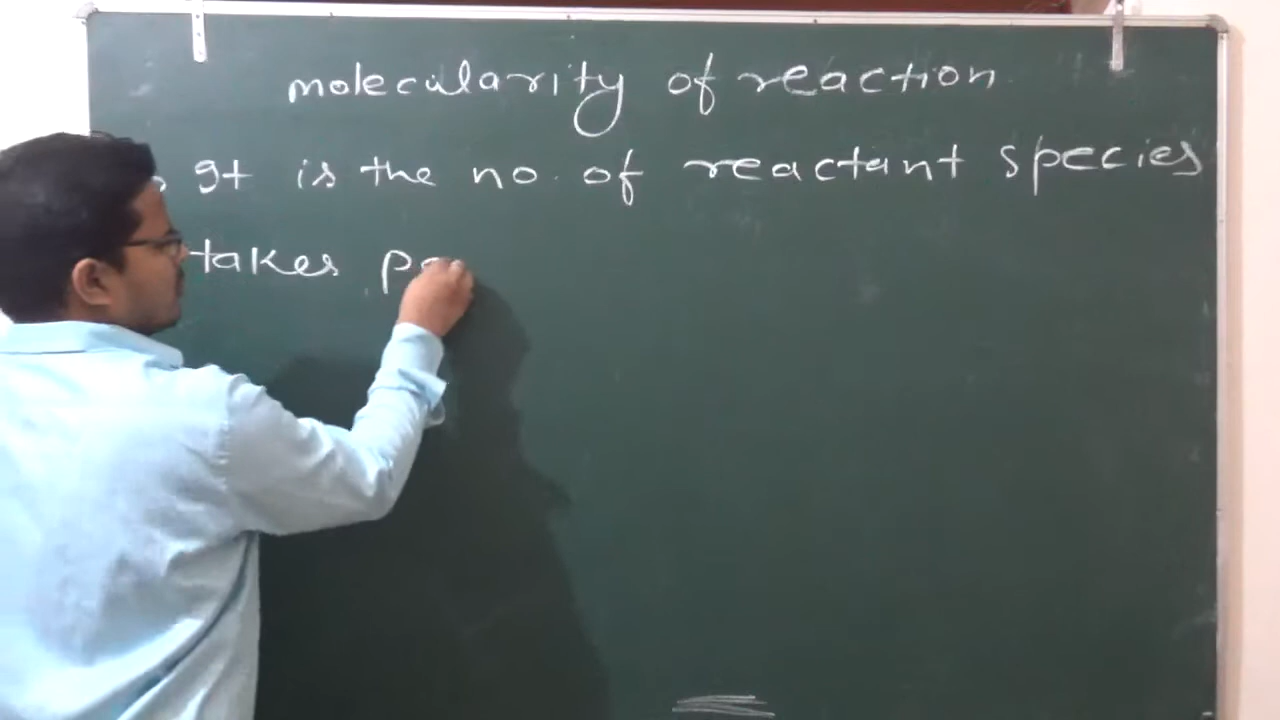 molecularity of reaction
It is the no. of reactant species
takes